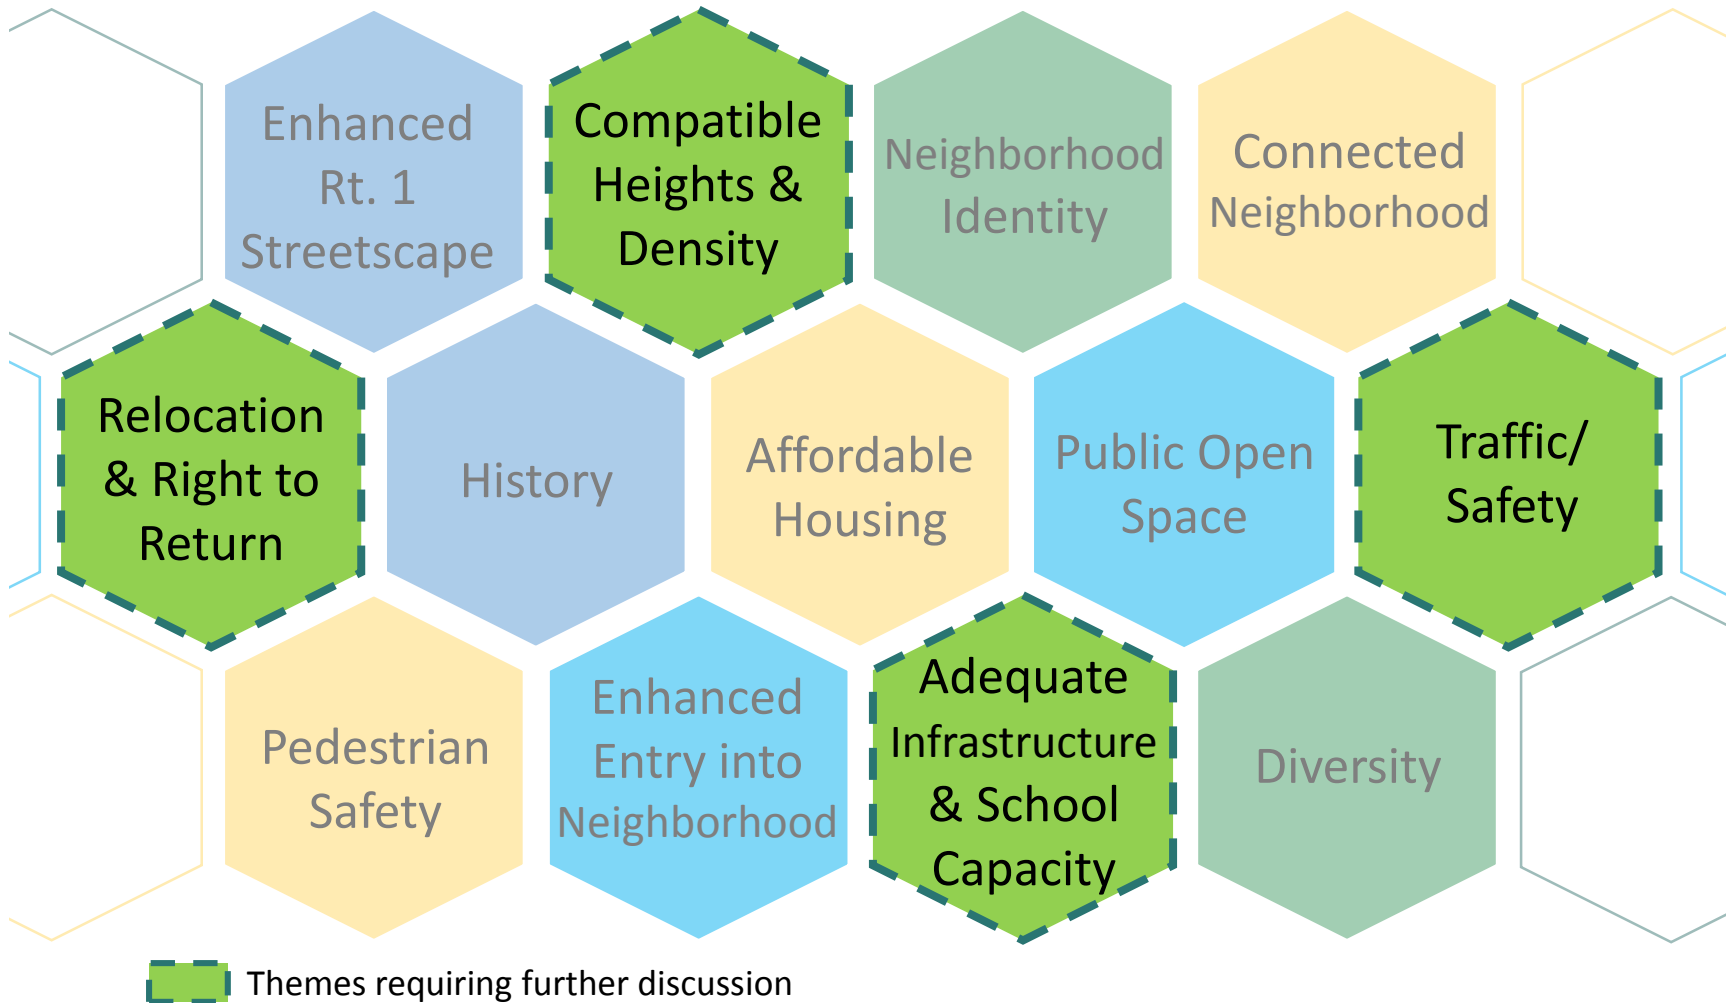 Enhanced
Rt. 1
Streetscape
Compatible
Heights &
Density
Neighborhood
Identity
Connected
Neighborhood
Relocation
& Right to
Return
History
Affordable
Housing
Public Open
Space
Traffic/
Safety
Pedestrian
Safety
Enhanced
Entry into
Neighborhood
Adequate
Infrastructure
& School
Capacity
Diversity
Themes requiring further discussion